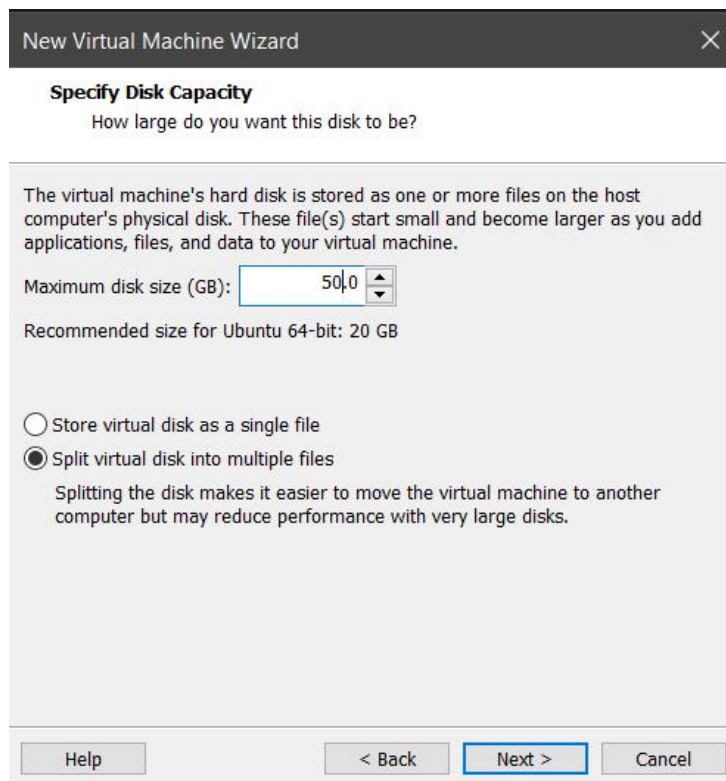 New Virtual Machine Wizard
Specify Disk Capacity
How large do you want this disk to be?
The virtual machine's hard disk is stored as one or more files on the host
computer's physical disk. These file(s) start small and become larger as you add
applications, files, and data to your virtual machine.
Maximum disk size (GB): 50.0
Recommended size for Ubuntu 64-bit: 20 GB
Store virtual disk as a single file
Split virtual disk into multiple files
Splitting the disk makes it easier to move the virtual machine to another
computer but may reduce performance with very large disks.
Help < Back Next > Cancel